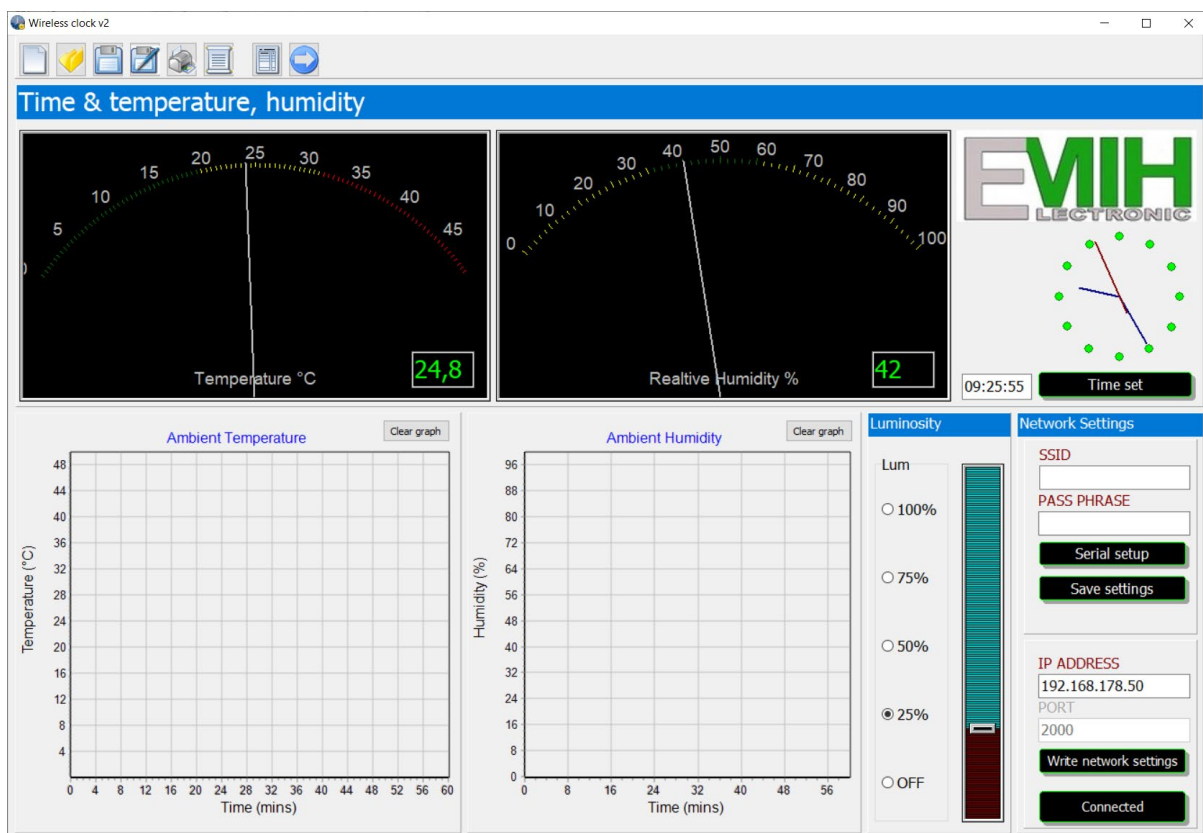 Wireless clock v2
Time & temperature, humidity
0 5 10 15 20 25 30 35 40 45
Temperature °C
24,8
0 10 20 30 40 50 60 70 80 90 100
Realtive Humidity %
42
EMIH
LECTRONIC
09:25:55
Time set
Ambient Temperature
Clear graph
Temperature (°C)
48
44
40
36
32
28
24
20
16
12
8
4
0 4 8 12 16 20 24 28 32 36 40 44 48 52 56 60
Time (mins)
Ambient Humidity
Clear graph
Humidity (%)
96
88
80
72
64
56
48
40
32
24
16
8
0
0 8 16 24 32 40 48 56
Time (mins)
Luminosity
Lum
100%
75%
50%
25%
OFF
Network Settings
SSID
PASS PHRASE
Serial setup
Save settings
IP ADDRESS
192.168.178.50
PORT
2000
Write network settings
Connected